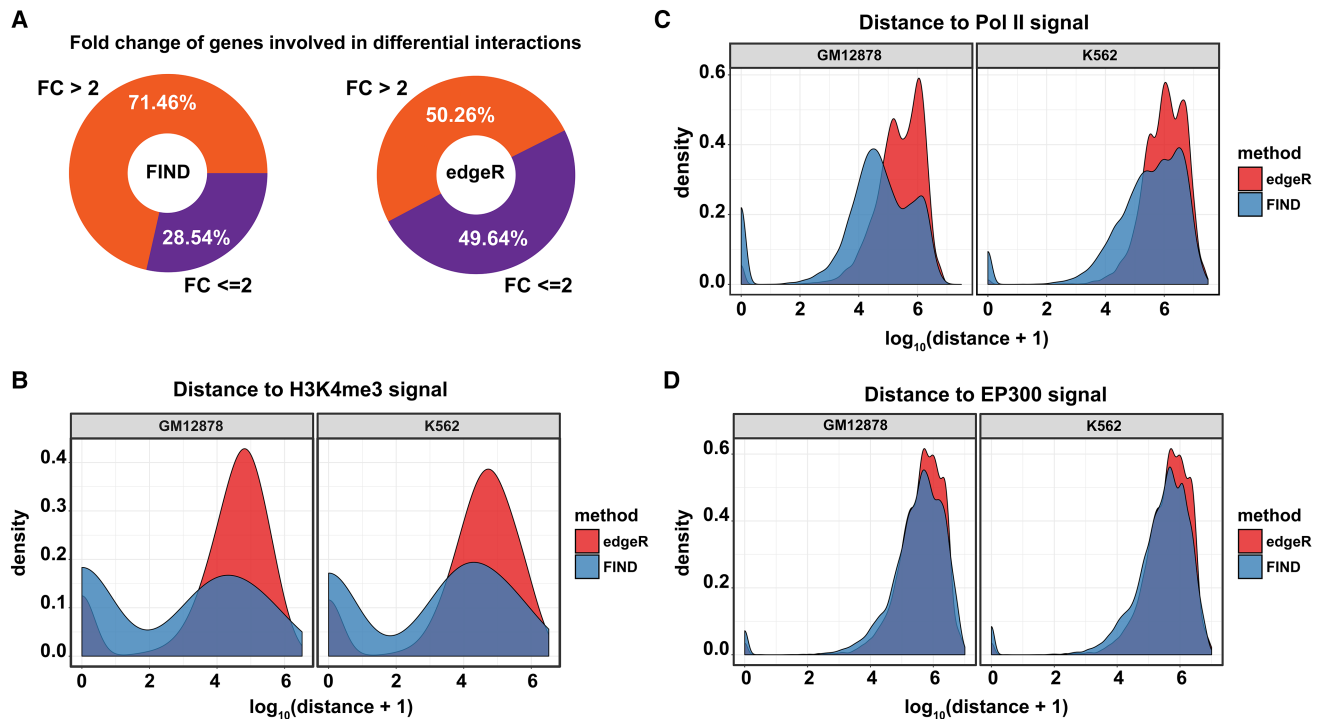 A
Fold change of genes involved in differential interactions
FC > 2
71.46%
FIND
28.54%
FC <=2
FC > 2
50.26%
edgeR
49.64%
FC <=2
B
Distance to H3K4me3 signal
GM12878
K562
density
0.4
0.3
0.2
0.1
0.0
0 2 4 6
0 2 4 6
log10(distance + 1)
method
edgeR
FIND
C
Distance to Pol II signal
GM12878
K562
density
0.6
0.4
0.2
0.0
0 2 4 6
0 2 4 6
log10(distance + 1)
method
edgeR
FIND
D
Distance to EP300 signal
GM12878
K562
density
0.6
0.4
0.2
0.0
0 2 4 6
0 2 4 6
log10(distance + 1)
method
edgeR
FIND